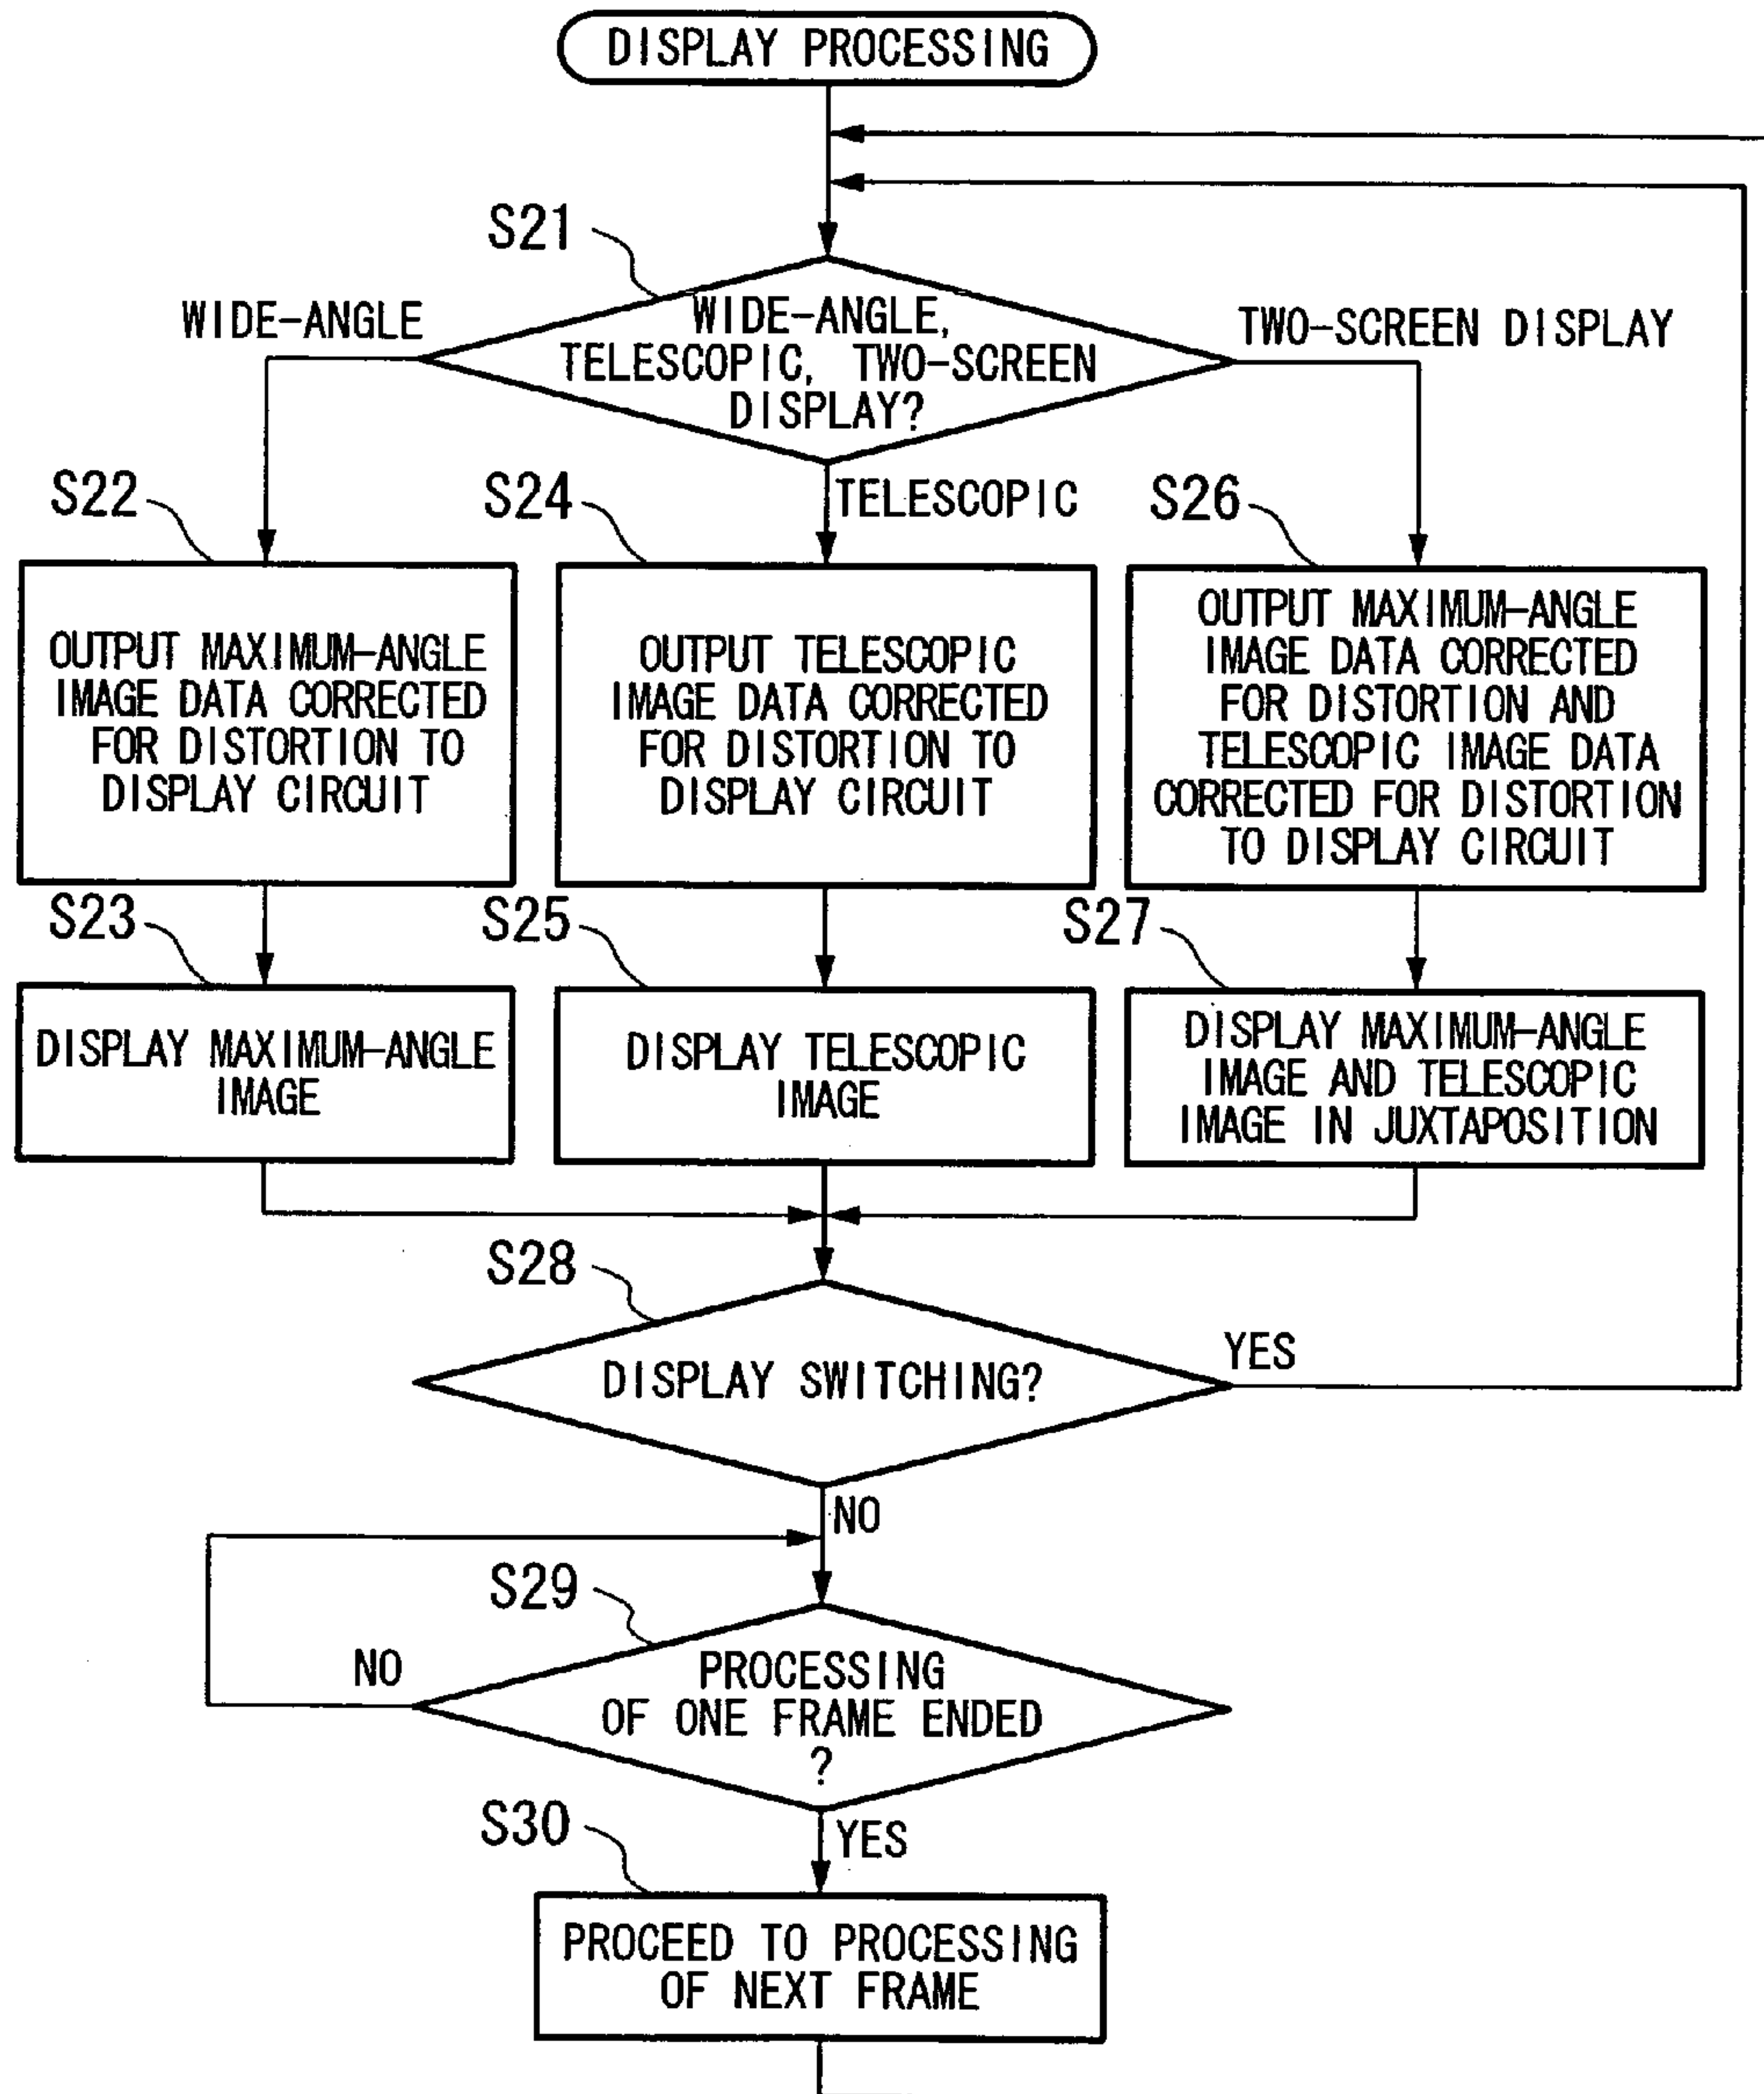 DISPLAY PROCESSING
S21
WIDE-ANGLE
WIDE-ANGLE,
TELESCOPIC, TWO-SCREEN
DISPLAY?
TWO-SCREEN DISPLAY
TELESCOPIC
S22
OUTPUT MAXIMUM-ANGLE
IMAGE DATA CORRECTED
FOR DISTORTION TO
DISPLAY CIRCUIT
S24
OUTPUT TELESCOPIC
IMAGE DATA CORRECTED
FOR DISTORTION TO
DISPLAY CIRCUIT
S26
OUTPUT MAXIMUM-ANGLE
IMAGE DATA CORRECTED
FOR DISTORTION AND
TELESCOPIC IMAGE DATA
CORRECTED FOR DISTORTION
TO DISPLAY CIRCUIT
S23
DISPLAY MAXIMUM-ANGLE
IMAGE
S25
DISPLAY TELESCOPIC
IMAGE
S27
DISPLAY MAXIMUM-ANGLE
IMAGE AND TELESCOPIC
IMAGE IN JUXTAPOSITION
S28
DISPLAY SWITCHING?
YES
NO
S29
NO
PROCESSING
OF ONE FRAME ENDED
?
YES
S30
PROCEED TO PROCESSING
OF NEXT FRAME